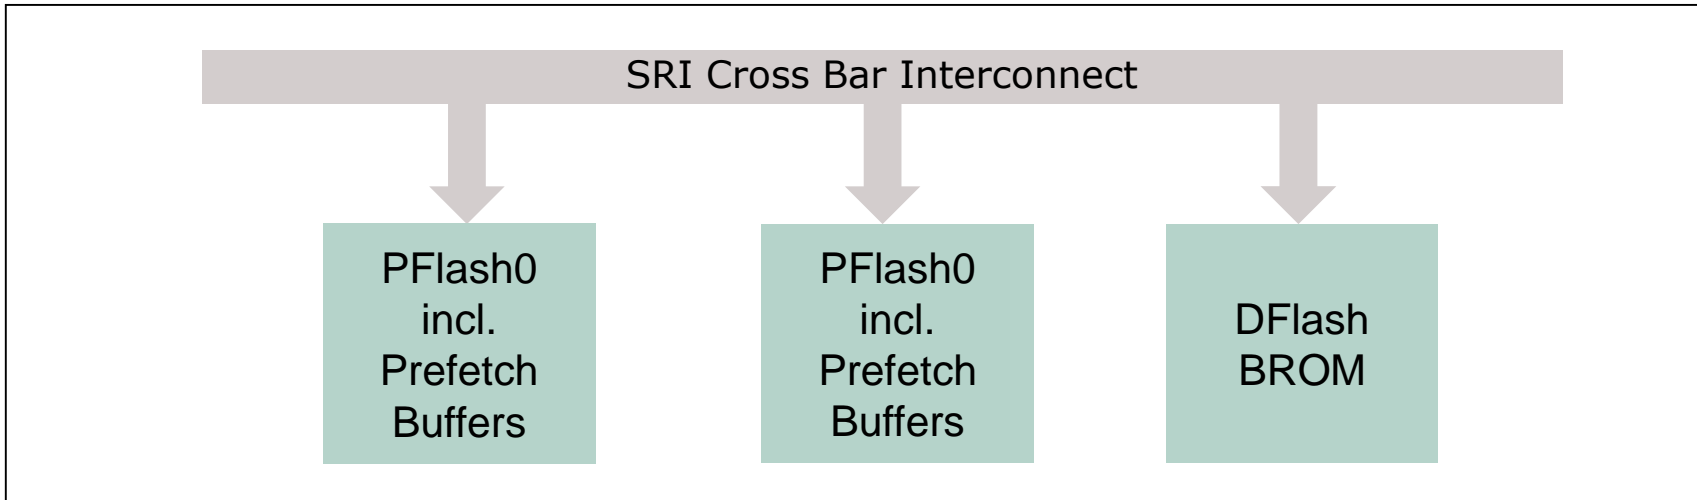 SRI Cross Bar Interconnect
PFlash0
incl.
Prefetch
Buffers
PFlash0
incl.
Prefetch
Buffers
DFlash
BROM